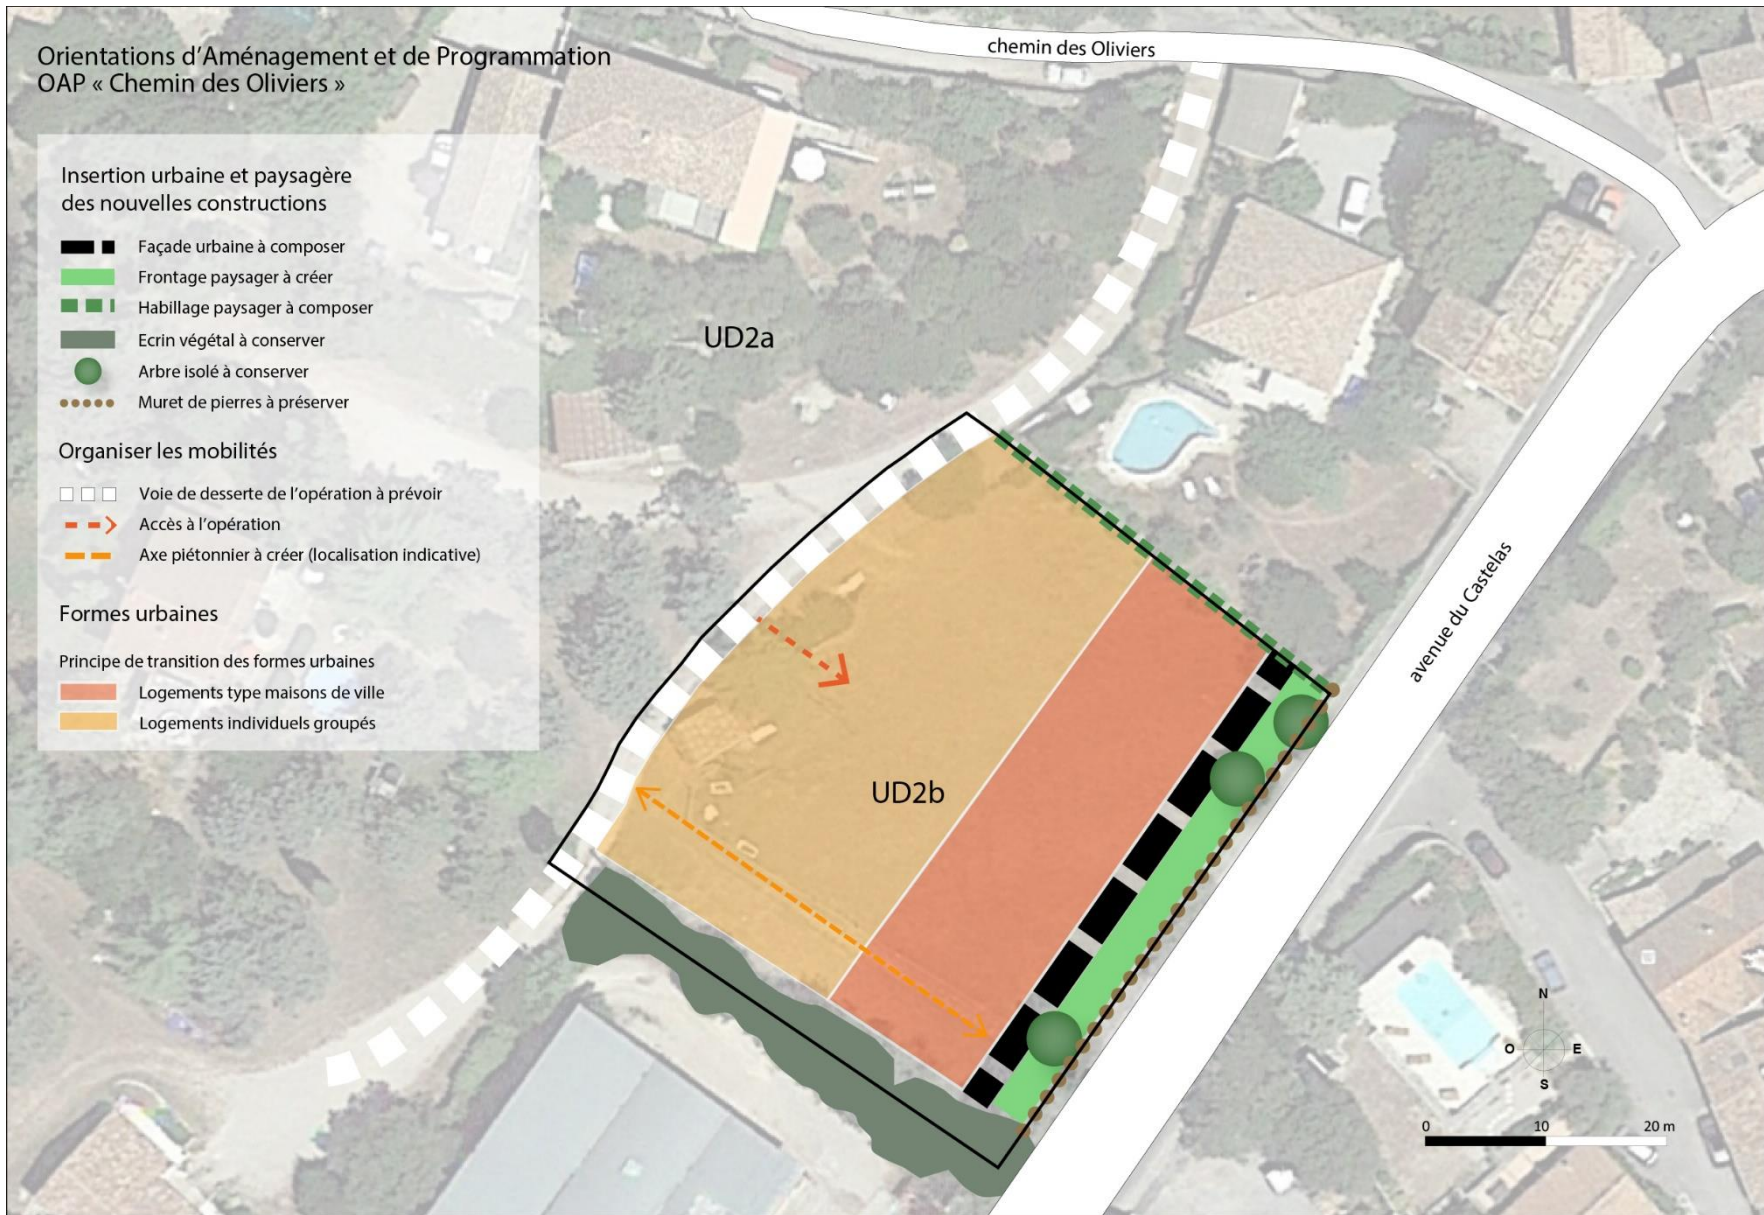 Orientations d'Aménagement et de Programmation
OAP « Chemin des Oliviers »
Insertion urbaine et paysagère
des nouvelles constructions
Façade urbaine à composer
Frontage paysager à créer
Habillage paysager à composer
Ecrin végétal à conserver
Arbre isolé à conserver
Muret de pierres à préserver
Organiser les mobilités
Voie de desserte de l'opération à prévoir
Accès à l'opération
Axe piétonnier à créer (localisation indicative)
Formes urbaines
Principe de transition des formes urbaines
Logements type maisons de ville
Logements individuels groupés
chemin des Oliviers
UD2a
avenue du Castelas
UD2b
N
O
E
S
0 10 20 m